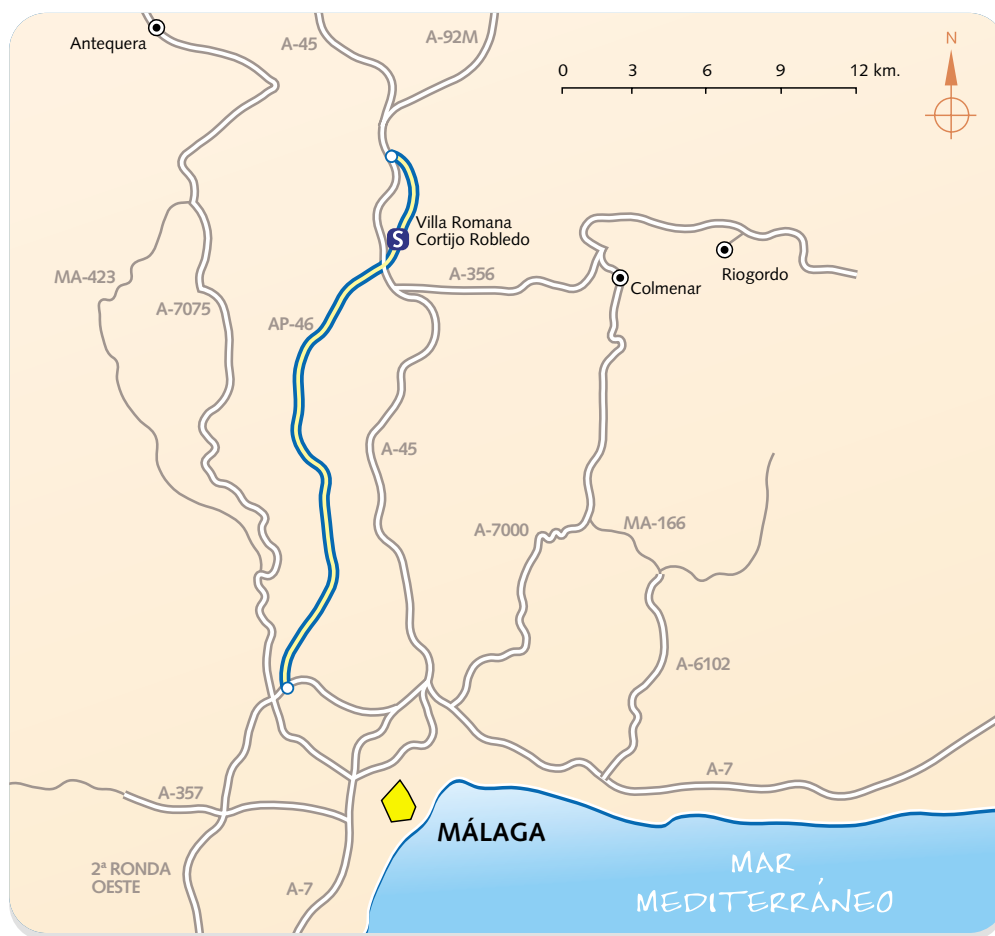 Antequera
A-45
A-92M
N
0 3 6 9 12 km.
Villa Romana
Cortijo Robledo
S
MA-423
A-7075
AP-46
A-356
Colmenar
Riogordo
A-45
A-7000
MA-166
A-6102
A-357
A-7
MÁLAGA
2ª RONDA
OESTE
A-7
MAR
MEDITERRÁNEO